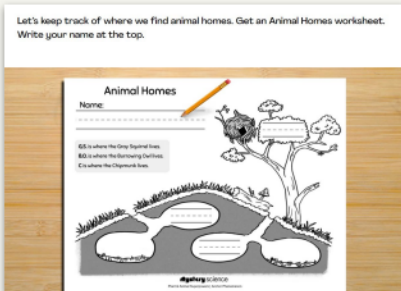 Let's keep track of where we find animal homes. Get an Animal Homes worksheet.
Write your name at the top.
Animal Homes
Name:
G.S. is where the Gray Squirrel lives.
B.O. is where the Burrowing Owl lives.
C is where the Chipmunk lives.
Mystery science